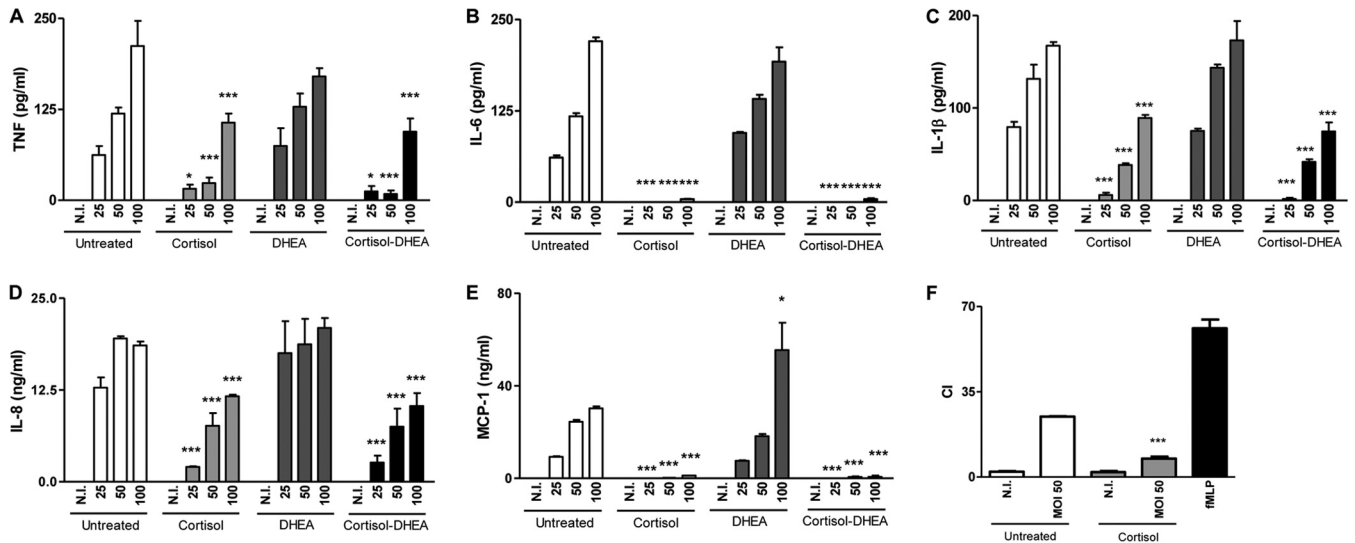 A
TNF (pg/ml)
250
125
0
* *** ***
* *** ***
N.I. 25 50 100 N.I. 25 50 100 N.I. 25 50 100 N.I. 25 50 100
Untreated Cortisol DHEA Cortisol-DHEA
B
IL-6 (pg/ml)
250
125
0
*** *** *** *** *** ***
N.I. 25 50 100 N.I. 25 50 100 N.I. 25 50 100 N.I. 25 50 100
Untreated Cortisol DHEA Cortisol-DHEA
C
IL-1β (pg/ml)
200
100
0
*** *** ***
*** *** ***
N.I. 25 50 100 N.I. 25 50 100 N.I. 25 50 100 N.I. 25 50 100
Untreated Cortisol DHEA Cortisol-DHEA
D
IL-8 (ng/ml)
25.0
12.5
0.0
*** *** ***
*** *** ***
N.I. 25 50 100 N.I. 25 50 100 N.I. 25 50 100 N.I. 25 50 100
Untreated Cortisol DHEA Cortisol-DHEA
E
MCP-1 (ng/ml)
80
40
0
*** *** ***
*
*** *** ***
N.I. 25 50 100 N.I. 25 50 100 N.I. 25 50 100 N.I. 25 50 100
Untreated Cortisol DHEA Cortisol-DHEA
F
CI
70
35
0
***
N.I. MOI 50 N.I. MOI 50 fMLP
Untreated Cortisol